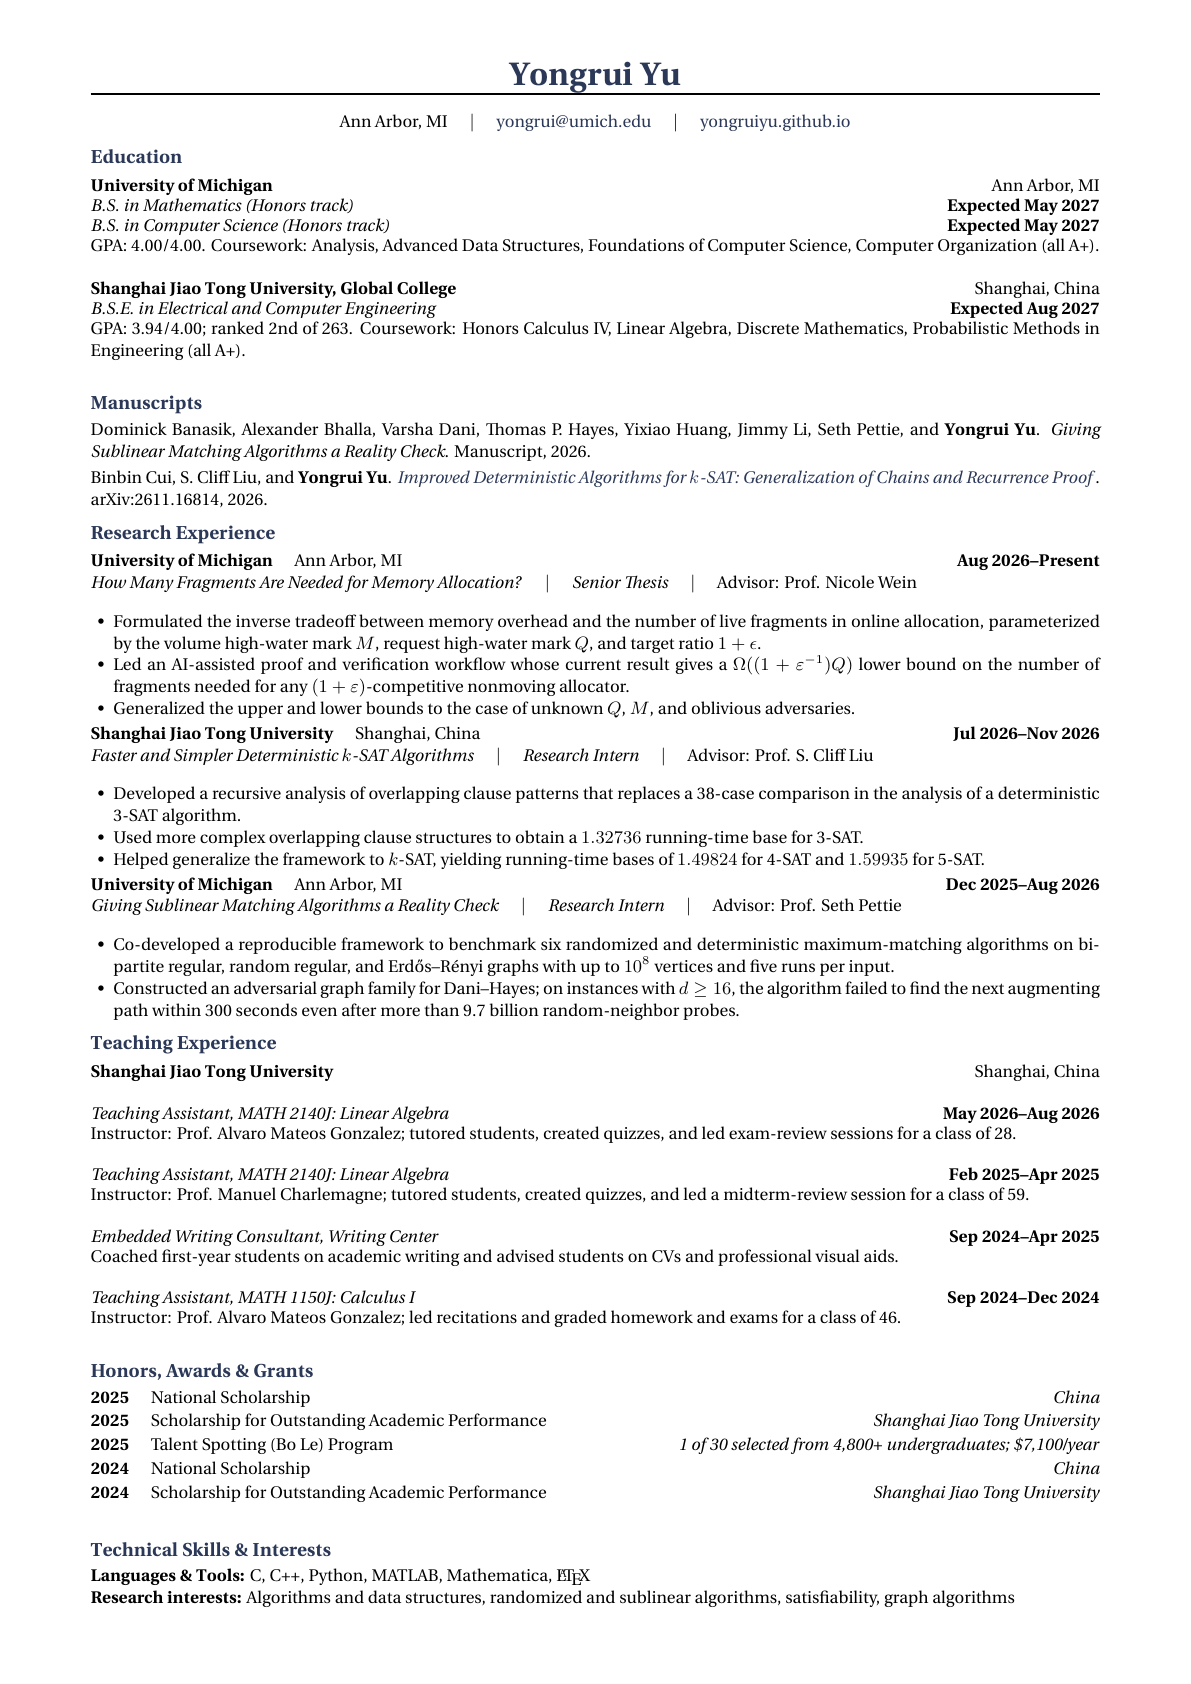 Yongrui Yu
Ann Arbor, MI | yongrui@umich.edu | yongruiyu.github.io
Education
University of Michigan Ann Arbor, MI
B.S. in Mathematics (Honors track) Expected May 2027
B.S. in Computer Science (Honors track) Expected May 2027
GPA: 4.00/4.00. Coursework: Analysis, Advanced Data Structures, Foundations of Computer Science, Computer Organization (all A+).
Shanghai Jiao Tong University, Global College Shanghai, China
B.S.E. in Electrical and Computer Engineering Expected Aug 2027
GPA: 3.94/4.00; ranked 2nd of 263. Coursework: Honors Calculus IV, Linear Algebra, Discrete Mathematics, Probabilistic Methods in
Engineering (all A+).
Manuscripts
Dominick Banasik, Alexander Bhalla, Varsha Dani, Thomas P. Hayes, Yixiao Huang, Jimmy Li, Seth Pettie, and Yongrui Yu. Giving
Sublinear Matching Algorithms a Reality Check. Manuscript, 2026.
Binbin Cui, S. Cliff Liu, and Yongrui Yu. Improved Deterministic Algorithms for k-SAT: Generalization of Chains and Recurrence Proof.
arXiv:2611.16814, 2026.
Research Experience
University of Michigan Ann Arbor, MI Aug 2026–Present
How Many Fragments Are Needed for Memory Allocation? | Senior Thesis | Advisor: Prof. Nicole Wein
• Formulated the inverse tradeoff between memory overhead and the number of live fragments in online allocation, parameterized
by the volume high-water mark M, request high-water mark Q, and target ratio 1 + ϵ.
• Led an AI-assisted proof and verification workflow whose current result gives a Ω((1 + ε⁻¹)Q) lower bound on the number of
fragments needed for any (1 + ε)-competitive nonmoving allocator.
• Generalized the upper and lower bounds to the case of unknown Q, M, and oblivious adversaries.
Shanghai Jiao Tong University Shanghai, China Jul 2026–Nov 2026
Faster and Simpler Deterministic k-SAT Algorithms | Research Intern | Advisor: Prof. S. Cliff Liu
• Developed a recursive analysis of overlapping clause patterns that replaces a 38-case comparison in the analysis of a deterministic
3-SAT algorithm.
• Used more complex overlapping clause structures to obtain a 1.32736 running-time base for 3-SAT.
• Helped generalize the framework to k-SAT, yielding running-time bases of 1.49824 for 4-SAT and 1.59935 for 5-SAT.
University of Michigan Ann Arbor, MI Dec 2025–Aug 2026
Giving Sublinear Matching Algorithms a Reality Check | Research Intern | Advisor: Prof. Seth Pettie
• Co-developed a reproducible framework to benchmark six randomized and deterministic maximum-matching algorithms on bi-
partite regular, random regular, and Erdős–Rényi graphs with up to 10⁸ vertices and five runs per input.
• Constructed an adversarial graph family for Dani–Hayes; on instances with d ≥ 16, the algorithm failed to find the next augmenting
path within 300 seconds even after more than 9.7 billion random-neighbor probes.
Teaching Experience
Shanghai Jiao Tong University Shanghai, China
Teaching Assistant, MATH 2140J: Linear Algebra May 2026–Aug 2026
Instructor: Prof. Alvaro Mateos Gonzalez; tutored students, created quizzes, and led exam-review sessions for a class of 28.
Teaching Assistant, MATH 2140J: Linear Algebra Feb 2025–Apr 2025
Instructor: Prof. Manuel Charlemagne; tutored students, created quizzes, and led a midterm-review session for a class of 59.
Embedded Writing Consultant, Writing Center Sep 2024–Apr 2025
Coached first-year students on academic writing and advised students on CVs and professional visual aids.
Teaching Assistant, MATH 1150J: Calculus I Sep 2024–Dec 2024
Instructor: Prof. Alvaro Mateos Gonzalez; led recitations and graded homework and exams for a class of 46.
Honors, Awards & Grants
2025 National Scholarship China
2025 Scholarship for Outstanding Academic Performance Shanghai Jiao Tong University
2025 Talent Spotting (Bo Le) Program 1 of 30 selected from 4,800+ undergraduates; $7,100/year
2024 National Scholarship China
2024 Scholarship for Outstanding Academic Performance Shanghai Jiao Tong University
Technical Skills & Interests
Languages & Tools: C, C++, Python, MATLAB, Mathematica, LATEX
Research interests: Algorithms and data structures, randomized and sublinear algorithms, satisfiability, graph algorithms